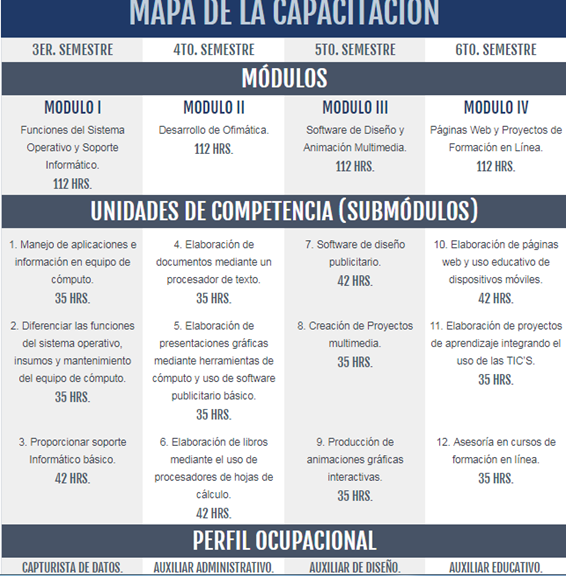 MAPA DE LA CAPACITACIÓN
3ER. SEMESTRE
4TO. SEMESTRE
5TO. SEMESTRE
6TO. SEMESTRE
MÓDULOS
MODULO I
Funciones del Sistema
Operativo y Soporte
Informático.
112 HRS.
MODULO II
Desarrollo de Ofimática.
112 HRS.
MODULO III
Software de Diseño y
Animación Multimedia.
112 HRS.
MODULO IV
Páginas Web y Proyectos de
Formación en Línea.
112 HRS.
UNIDADES DE COMPETENCIA (SUBMÓDULOS)
1. Manejo de aplicaciones e
información en equipo de
cómputo.
35 HRS.
4. Elaboración de
documentos mediante un
procesador de texto.
35 HRS.
7. Software de diseño
publicitario.
42 HRS.
10. Elaboración de páginas
web y uso educativo de
dispositivos móviles.
42 HRS.
2. Diferenciar las funciones
del sistema operativo,
insumos y mantenimiento
del equipo de cómputo.
35 HRS.
5. Elaboración de
presentaciones gráficas
mediante herramientas de
cómputo y uso de software
publicitario básico.
35 HRS.
8. Creación de Proyectos
multimedia.
35 HRS.
11. Elaboración de proyectos
de aprendizaje integrando el
uso de las TIC'S.
35 HRS.
3. Proporcionar soporte
Informático básico.
42 HRS.
6. Elaboración de libros
mediante el uso de
procesadores de hojas de
cálculo.
42 HRS.
9. Producción de
animaciones gráficas
interactivas.
35 HRS.
12. Asesoría en cursos de
formación en línea.
35 HRS.
PERFIL OCUPACIONAL
CAPTURISTA DE DATOS.
AUXILIAR ADMINISTRATIVO.
AUXILIAR DE DISEÑO.
AUXILIAR EDUCATIVO.